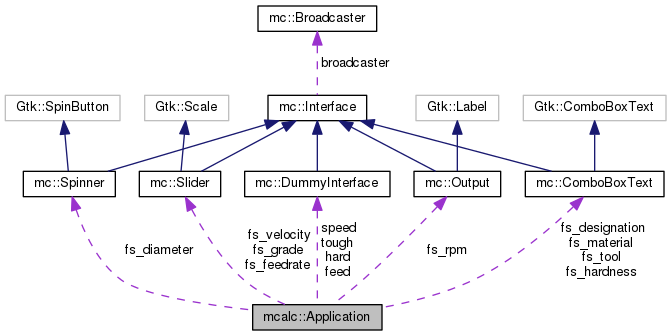 mc::Broadcaster
broadcaster
Gtk::SpinButton
Gtk::Scale
mc::Interface
Gtk::Label
Gtk::ComboBoxText
mc::Spinner
mc::Slider
mc::DummyInterface
mc::Output
mc::ComboBoxText
fs_diameter
fs_velocity
fs_grade
fs_feedrate
speed
tough
hard
feed
fs_rpm
fs_designation
fs_material
fs_tool
fs_hardness
mcalc::Application